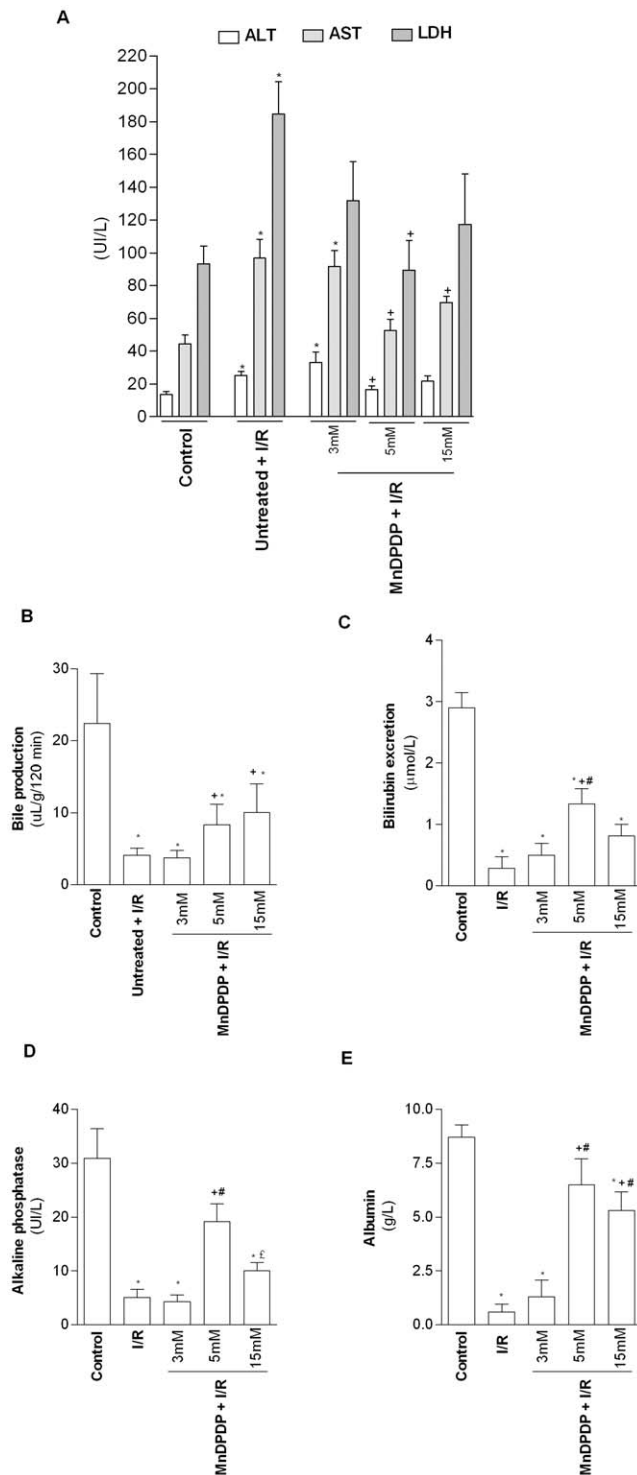 A
ALT AST LDH
220
200
180
160
140
120
100
80
60
40
20
0
(UI/L)
* * *
* *
+ + +
Control
Untreated + I/R
3mM 5mM 15mM
MnDPDP + I/R
B
30
20
10
0
Bile production
(uL/g/120 min)
* * +* +*
Control
Untreated + I/R
3mM 5mM 15mM
MnDPDP + I/R
C
4
3
2
1
0
Bilirubin excretion
(μmol/L)
* * *+# *
Control
I/R
3mM 5mM 15mM
MnDPDP + I/R
D
40
30
20
10
0
Alkaline phosphatase
(UI/L)
* * +# *£
Control
I/R
3mM 5mM 15mM
MnDPDP + I/R
E
10.0
7.5
5.0
2.5
0.0
Albumin
(g/L)
* * +# *+#
Control
I/R
3mM 5mM 15mM
MnDPDP + I/R